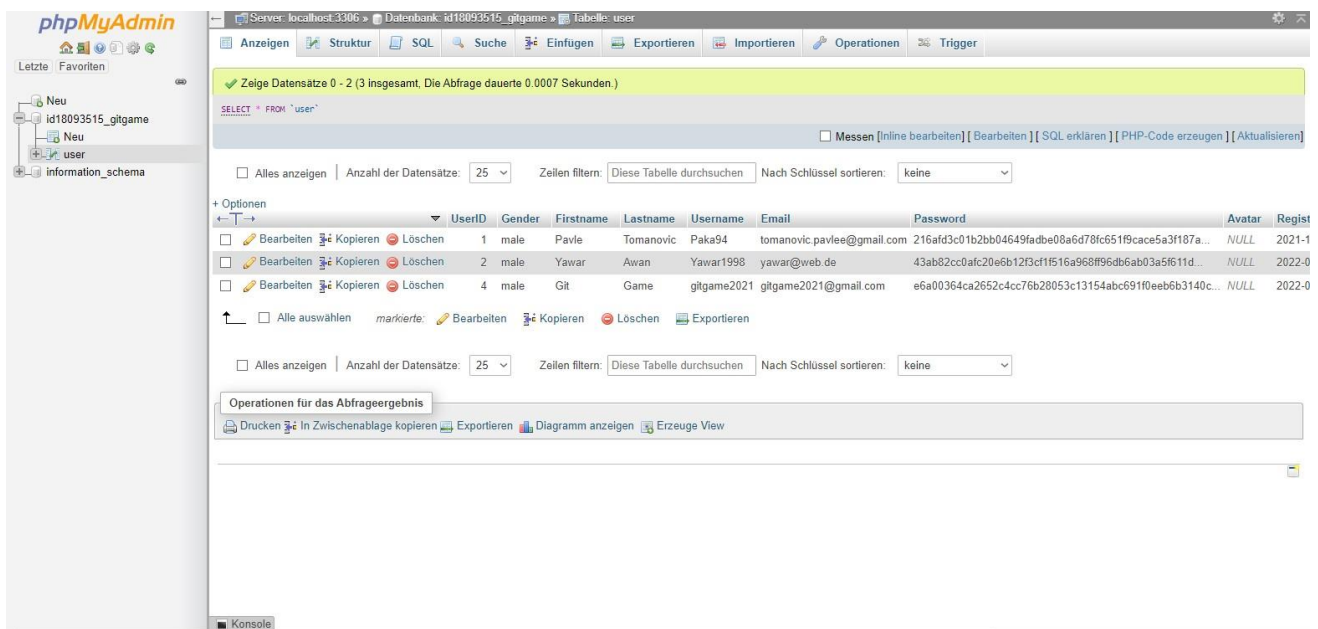 phpMyAdmin
Letzte Favoriten
Neu
id18093515_gitgame
Neu
user
information_schema
Server: localhost:3306 » Datenbank: id18093515_gitgame » Tabelle: user
Anzeigen Struktur SQL Suche Einfügen Exportieren Importieren Operationen Trigger
Zeige Datensätze 0 - 2 (3 insgesamt, Die Abfrage dauerte 0.0007 Sekunden.)
SELECT * FROM `user`
Messen [Inline bearbeiten] [ Bearbeiten ] [ SQL erklären ] [ PHP-Code erzeugen ] [ Aktualisieren]
Alles anzeigen | Anzahl der Datensätze: 25 Zeilen filtern: Diese Tabelle durchsuchen Nach Schlüssel sortieren: keine
+ Optionen
←T→ UserID Gender Firstname Lastname Username Email Password Avatar Regist
Bearbeiten Kopieren Löschen 1 male Pavle Tomanovic Paka94 tomanovic.pavlee@gmail.com 216afd3c01b2bb04649fadbe08a6d78fc651f9cace5a3f187a... NULL 2021-1
Bearbeiten Kopieren Löschen 2 male Yawar Awan Yawar1998 yawar@web.de 43ab82cc0afc20e6b12f3cf1f516a968ff96db6ab03a5f611d... NULL 2022-0
Bearbeiten Kopieren Löschen 4 male Git Game gitgame2021 gitgame2021@gmail.com e6a00364ca2652c4cc76b28053c13154abc691f0eeb6b3140c... NULL 2022-0
Alle auswählen markierte: Bearbeiten Kopieren Löschen Exportieren
Alles anzeigen | Anzahl der Datensätze: 25 Zeilen filtern: Diese Tabelle durchsuchen Nach Schlüssel sortieren: keine
Operationen für das Abfrageergebnis
Drucken In Zwischenablage kopieren Exportieren Diagramm anzeigen Erzeuge View
Konsole